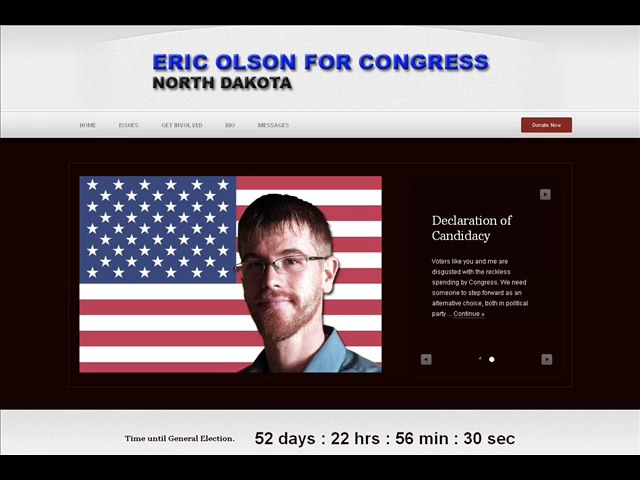 ERIC OLSON FOR CONGRESS
NORTH DAKOTA
HOME ISSUES GET INVOLVED BIO MESSAGES Donate Now
Declaration of
Candidacy
Voters like you and me are
disgusted with the reckless
spending by Congress. We need
someone to step forward as an
alternative choice, both in political
party ... Continue »
Time until General Election. 52 days : 22 hrs : 56 min : 30 sec